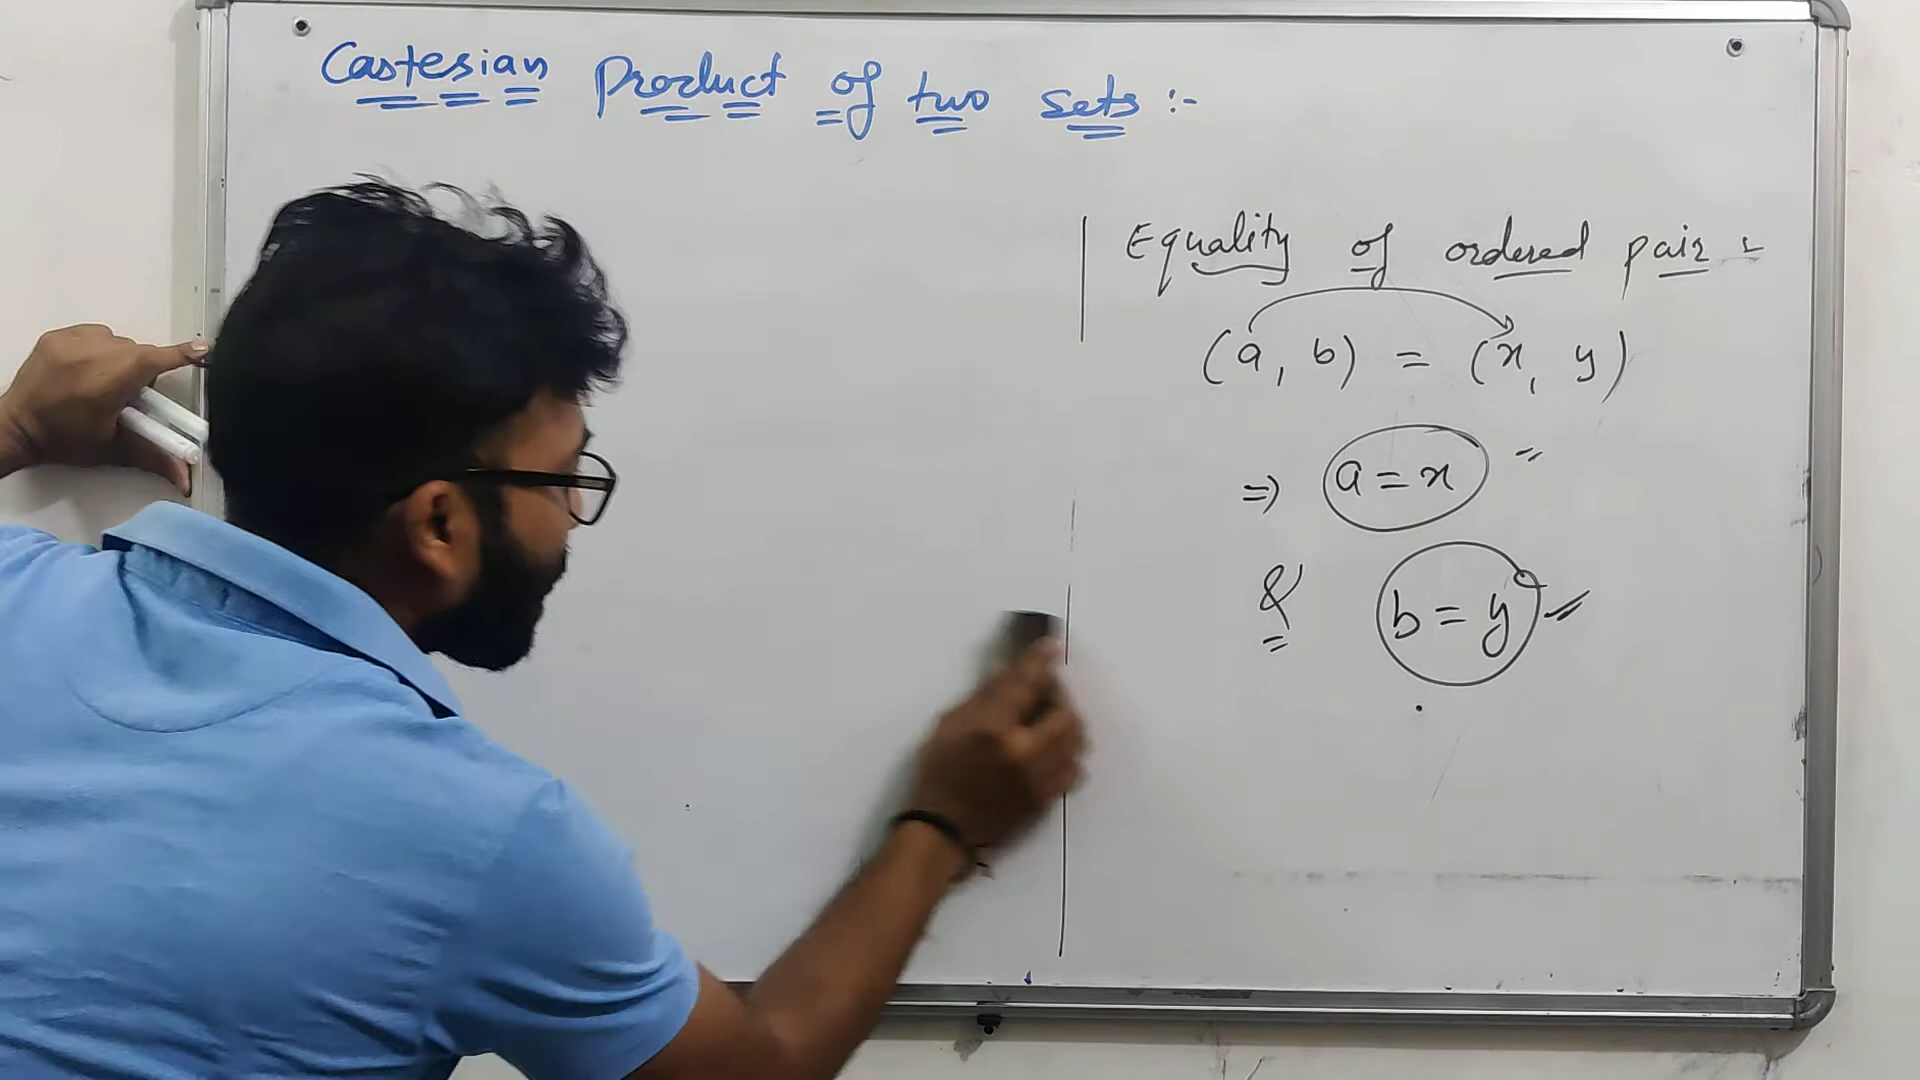 Cartesian Product of two sets :-
Equality of ordered pair :
(a, b) = (x, y)
=> a = x
& b = y